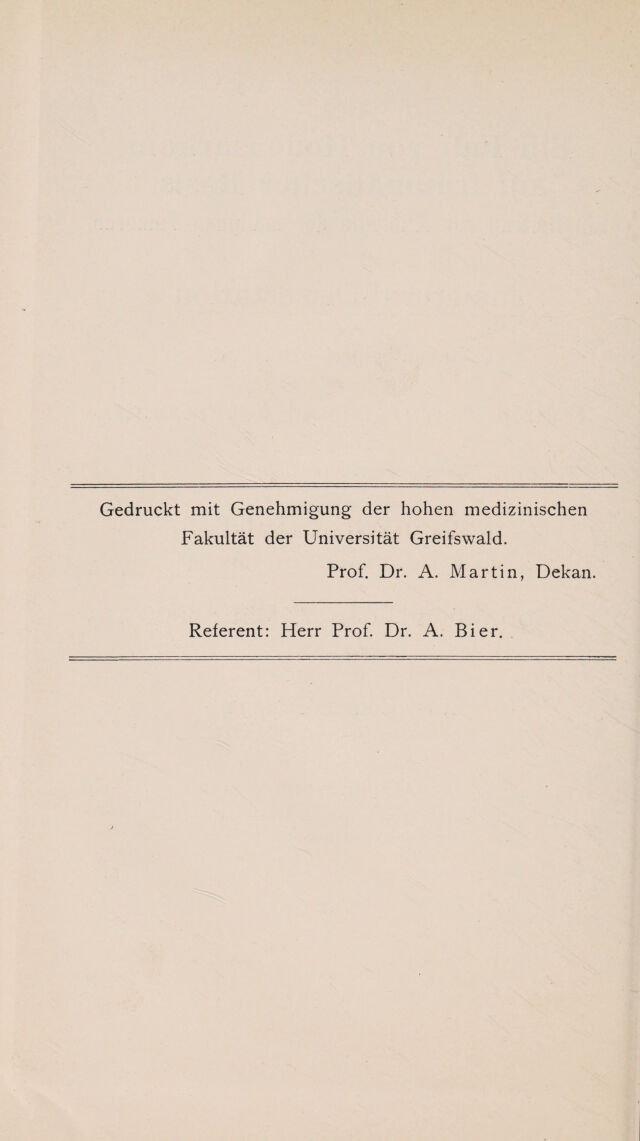 Gedruckt mit Genehmigung der hohen medizinischen
Fakultät der Universität Greifswald.
Prof. Dr. A. Martin, Dekan.
Referent: Herr Prof. Dr. A. Bier.